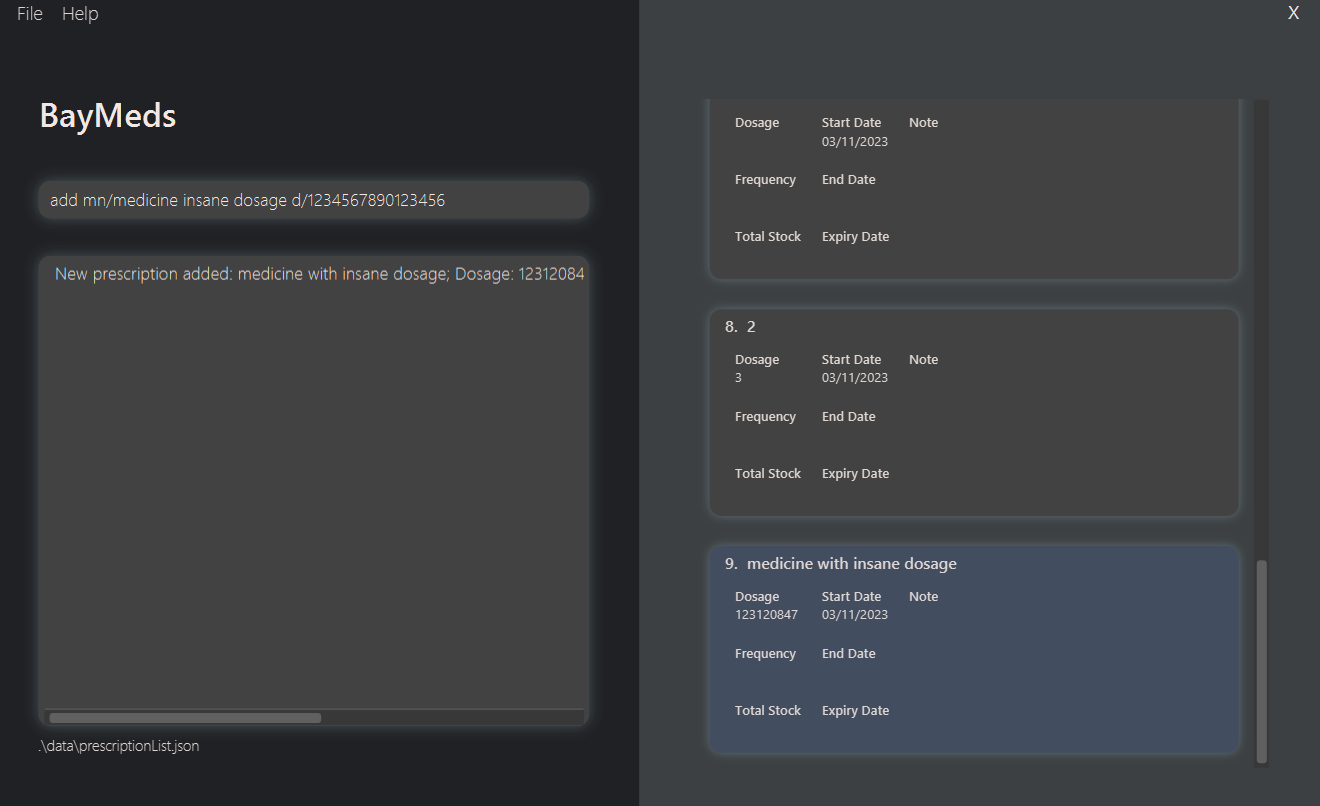 File Help
X
BayMeds
add mn/medicine insane dosage d/1234567890123456
New prescription added: medicine with insane dosage; Dosage: 12312084
.\data\prescriptionList.json
Dosage Start Date Note
03/11/2023
Frequency End Date
Total Stock Expiry Date
8. 2
Dosage Start Date Note
3 03/11/2023
Frequency End Date
Total Stock Expiry Date
9. medicine with insane dosage
Dosage Start Date Note
123120847 03/11/2023
Frequency End Date
Total Stock Expiry Date